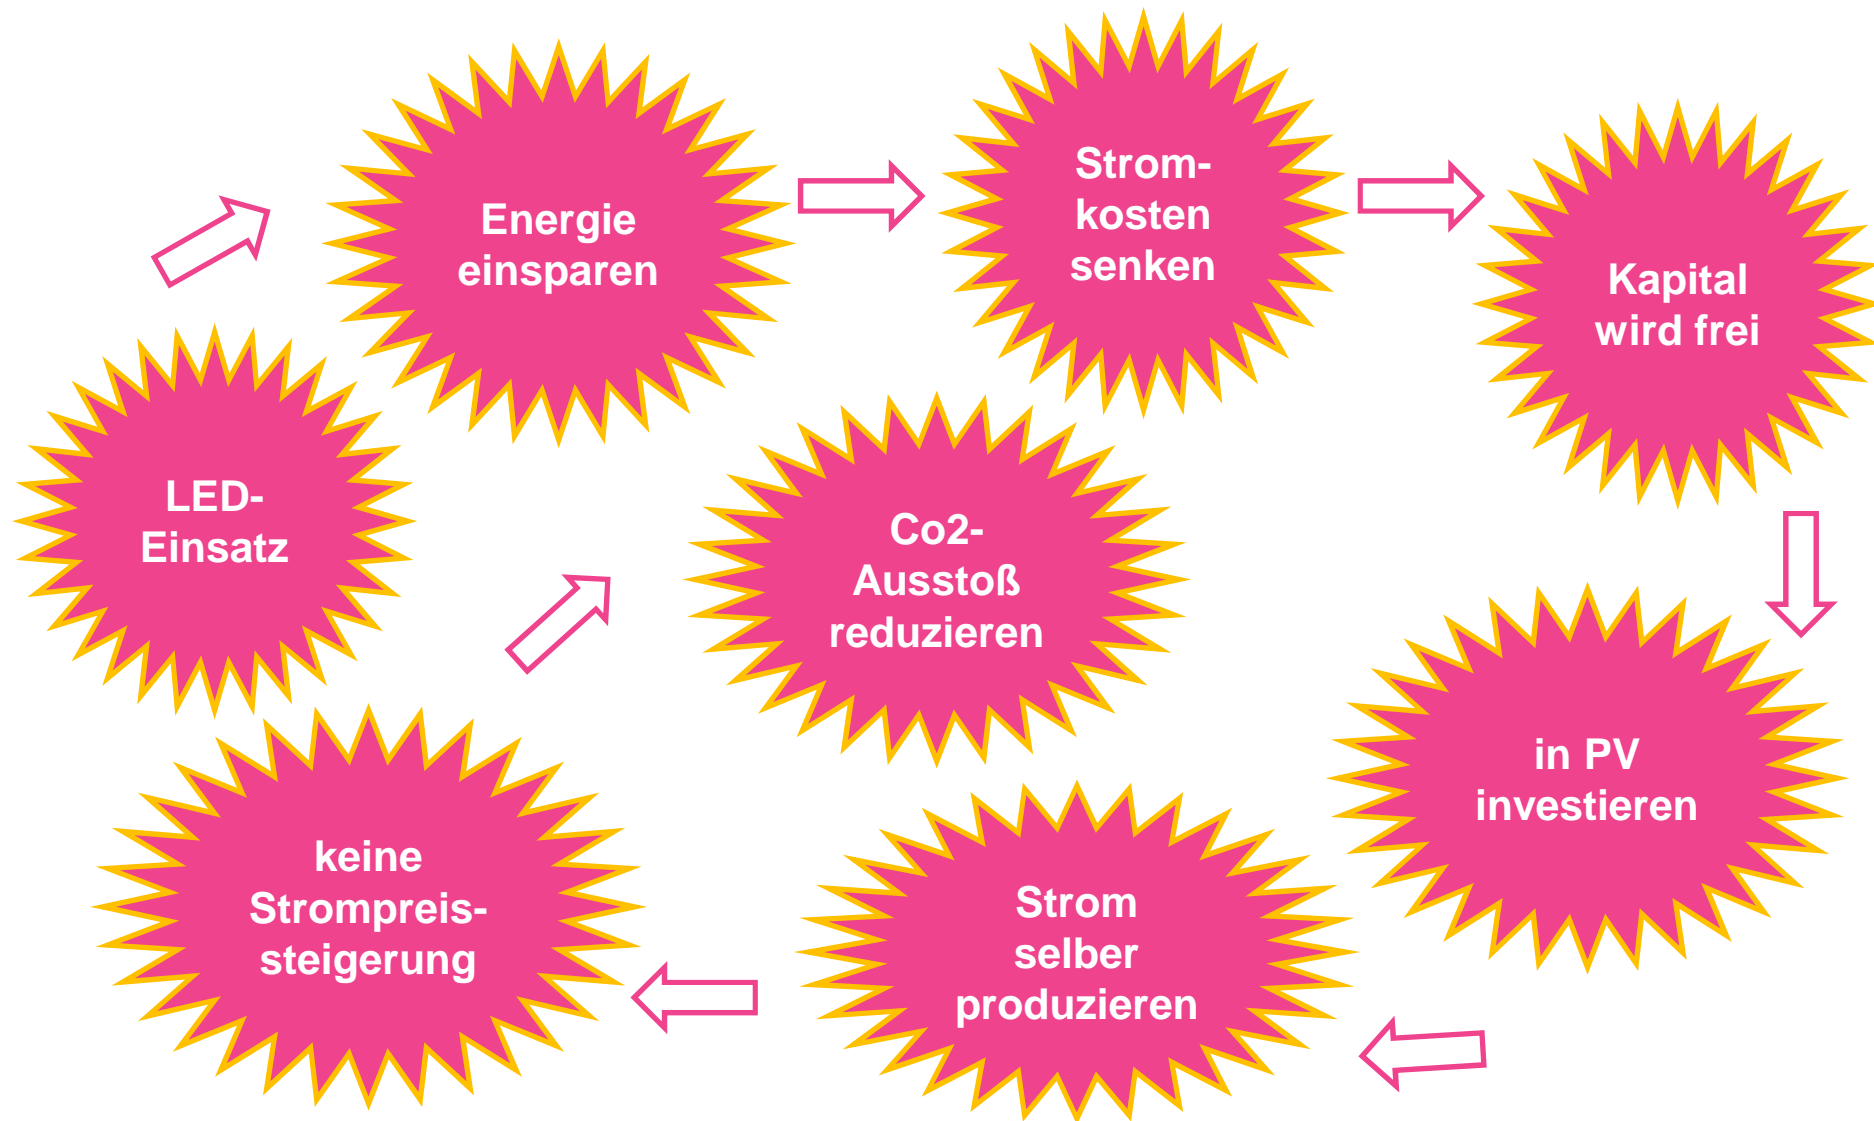 LED-
Einsatz
Energie
einsparen
Strom-
kosten
senken
Kapital
wird frei
in PV
investieren
Strom
selber
produzieren
keine
Strompreis-
steigerung
Co2-
Ausstoß
reduzieren